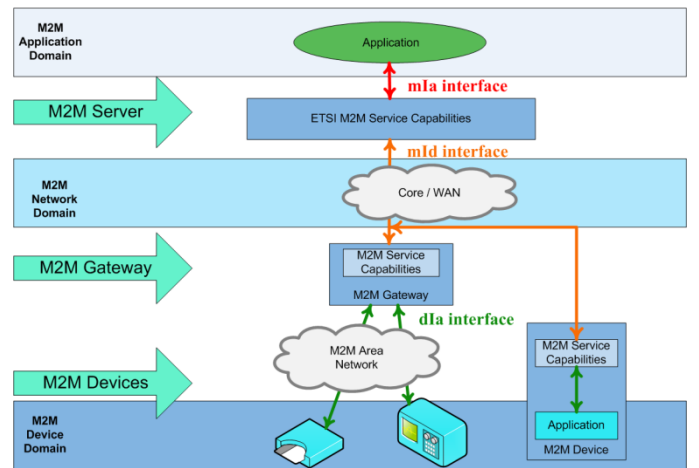 M2M
Application
Domain
Application
mIa interface
M2M Server
ETSI M2M Service Capabilities
mId interface
M2M
Network
Domain
Core / WAN
M2M Gateway
M2M Service
Capabilities
M2M Gateway
dIa interface
M2M Area
Network
M2M Service
Capabilities
M2M Devices
Application
M2M Device
M2M
Device
Domain